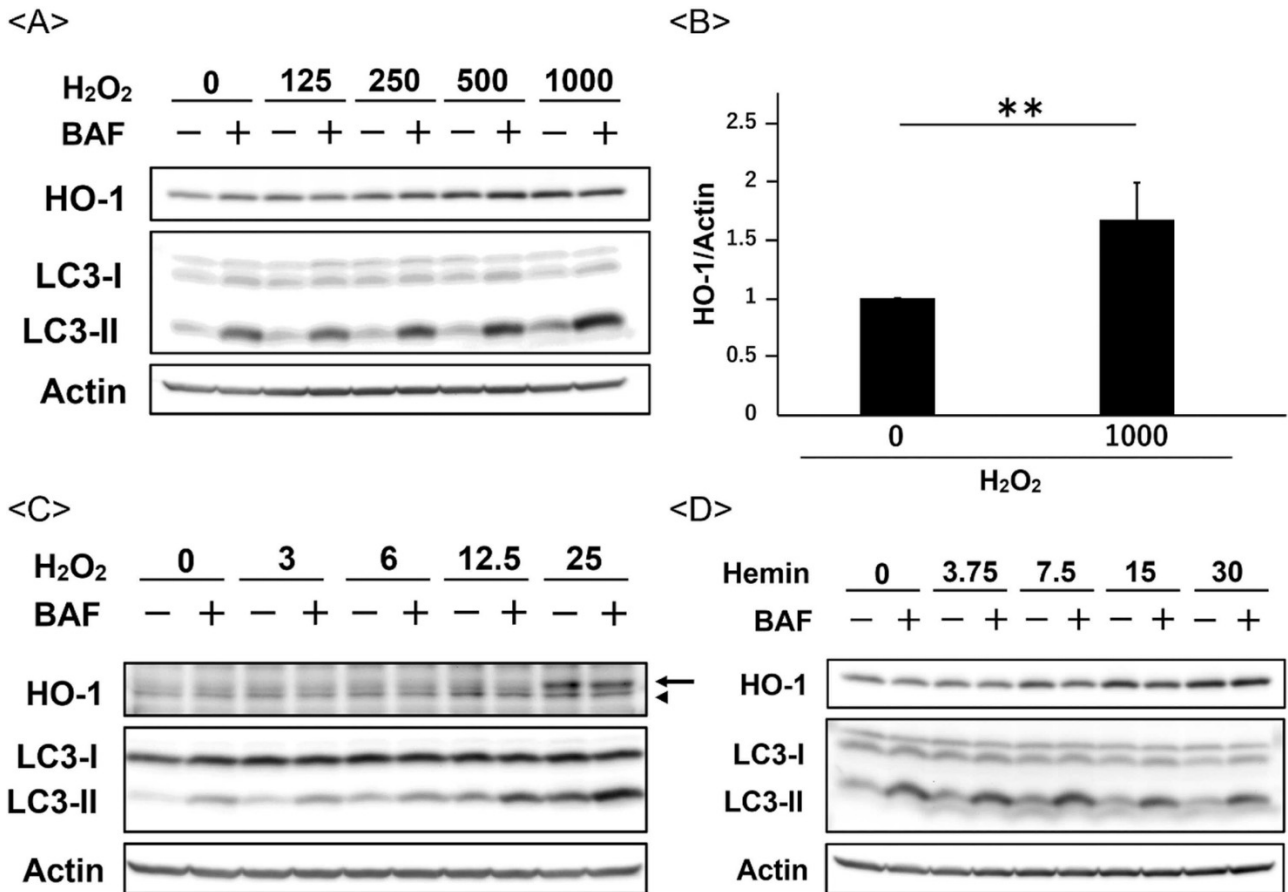 <A>
H₂O₂ 0 125 250 500 1000
BAF − + − + − + − + − +
HO-1
LC3-I
LC3-II
Actin
<B>
**
HO-1/Actin
2.5
2
1.5
1
0.5
0
0 1000
H₂O₂
<C>
H₂O₂ 0 3 6 12.5 25
BAF − + − + − + − + − +
HO-1
LC3-I
LC3-II
Actin
<D>
Hemin 0 3.75 7.5 15 30
BAF − + − + − + − + − +
HO-1
LC3-I
LC3-II
Actin